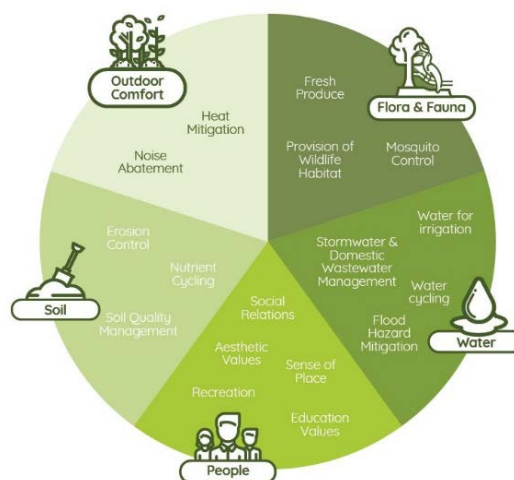 Outdoor
Comfort
Heat
Mitigation
Noise
Abatement
Fresh
Produce
Flora & Fauna
Provision of
Wildlife
Habitat
Mosquito
Control
Water for
irrigation
Stormwater &
Domestic
Wastewater
Management
Water
cycling
Flood
Hazard
Mitigation
Water
Erosion
Control
Nutrient
Cycling
Soil Quality
Management
Soil
Social
Relations
Aesthetic
Values
Sense of
Place
Recreation
Education
Values
People